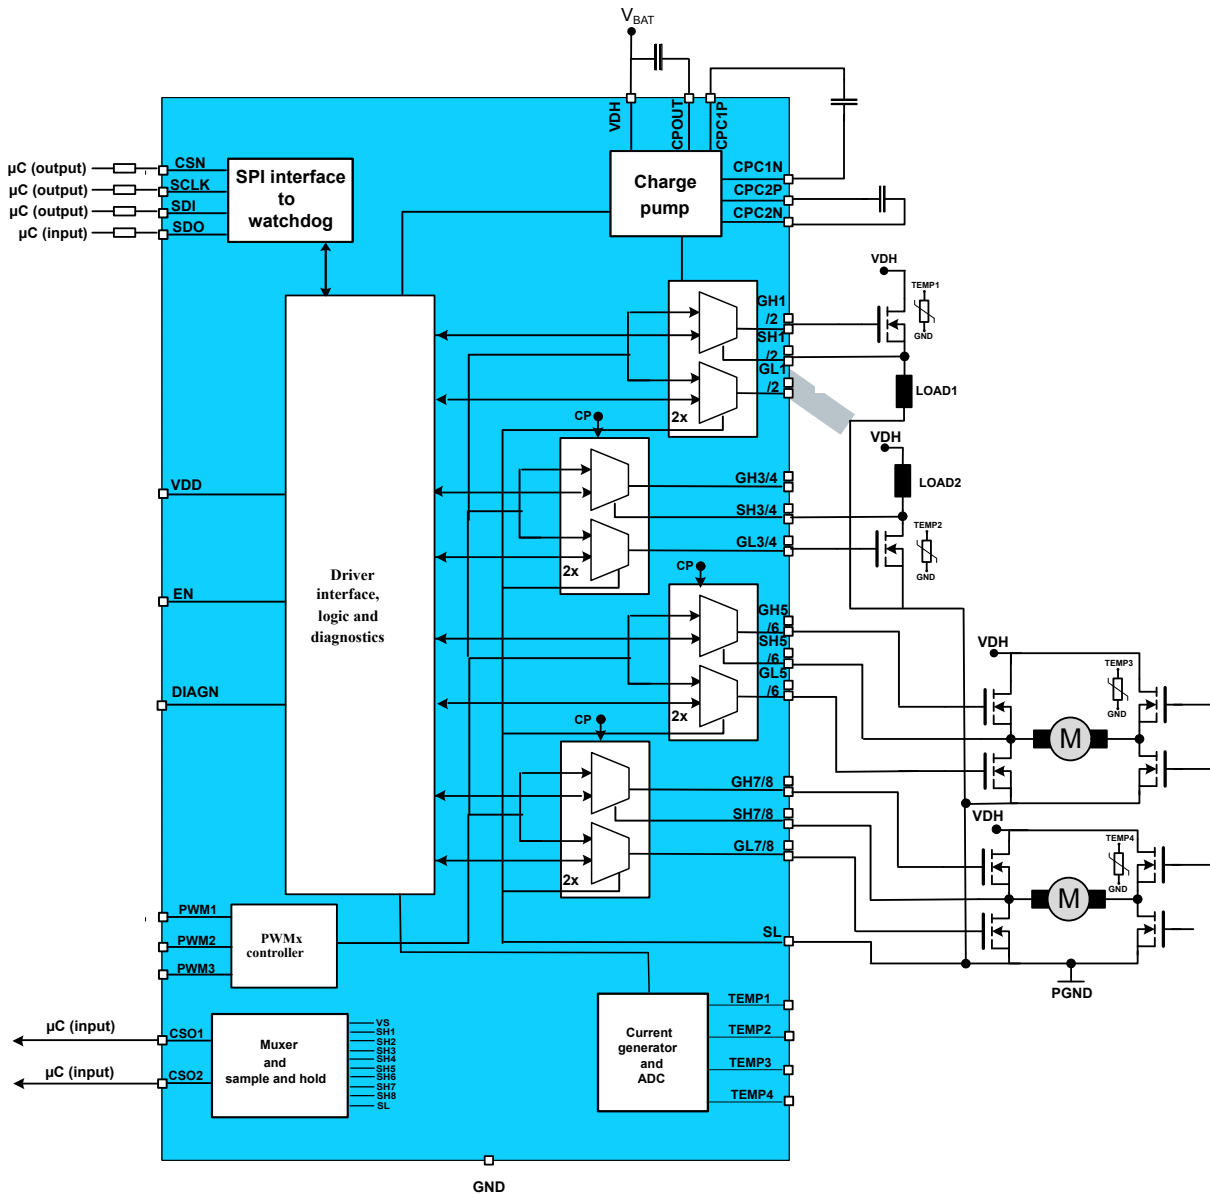 VBAT
VDH
CPOUT
CPC1P
µC (output)
CSN
µC (output)
SCLK
µC (output)
SDI
µC (input)
SDO
SPI interface
to
watchdog
Charge
pump
CPC1N
CPC2P
CPC2N
VDH
TEMP1
GND
GH1
/2
SH1
/2
GL1
/2
2x
LOAD1
CP
VDH
LOAD2
GH3/4
SH3/4
GL3/4
2x
TEMP2
GND
VDD
EN
DIAGN
Driver
interface,
logic and
diagnostics
CP
GH5
/6
SH5
/6
GL5
/6
2x
VDH
TEMP3
GND
M
CP
GH7/8
SH7/8
GL7/8
2x
VDH
TEMP4
GND
M
PWM1
PWM2
PWM3
PWMx
controller
SL
PGND
µC (input)
CSO1
µC (input)
CSO2
Muxer
and
sample and hold
VS
SH1
SH2
SH3
SH4
SH5
SH6
SH7
SH8
SL
Current
generator
and
ADC
TEMP1
TEMP2
TEMP3
TEMP4
GND